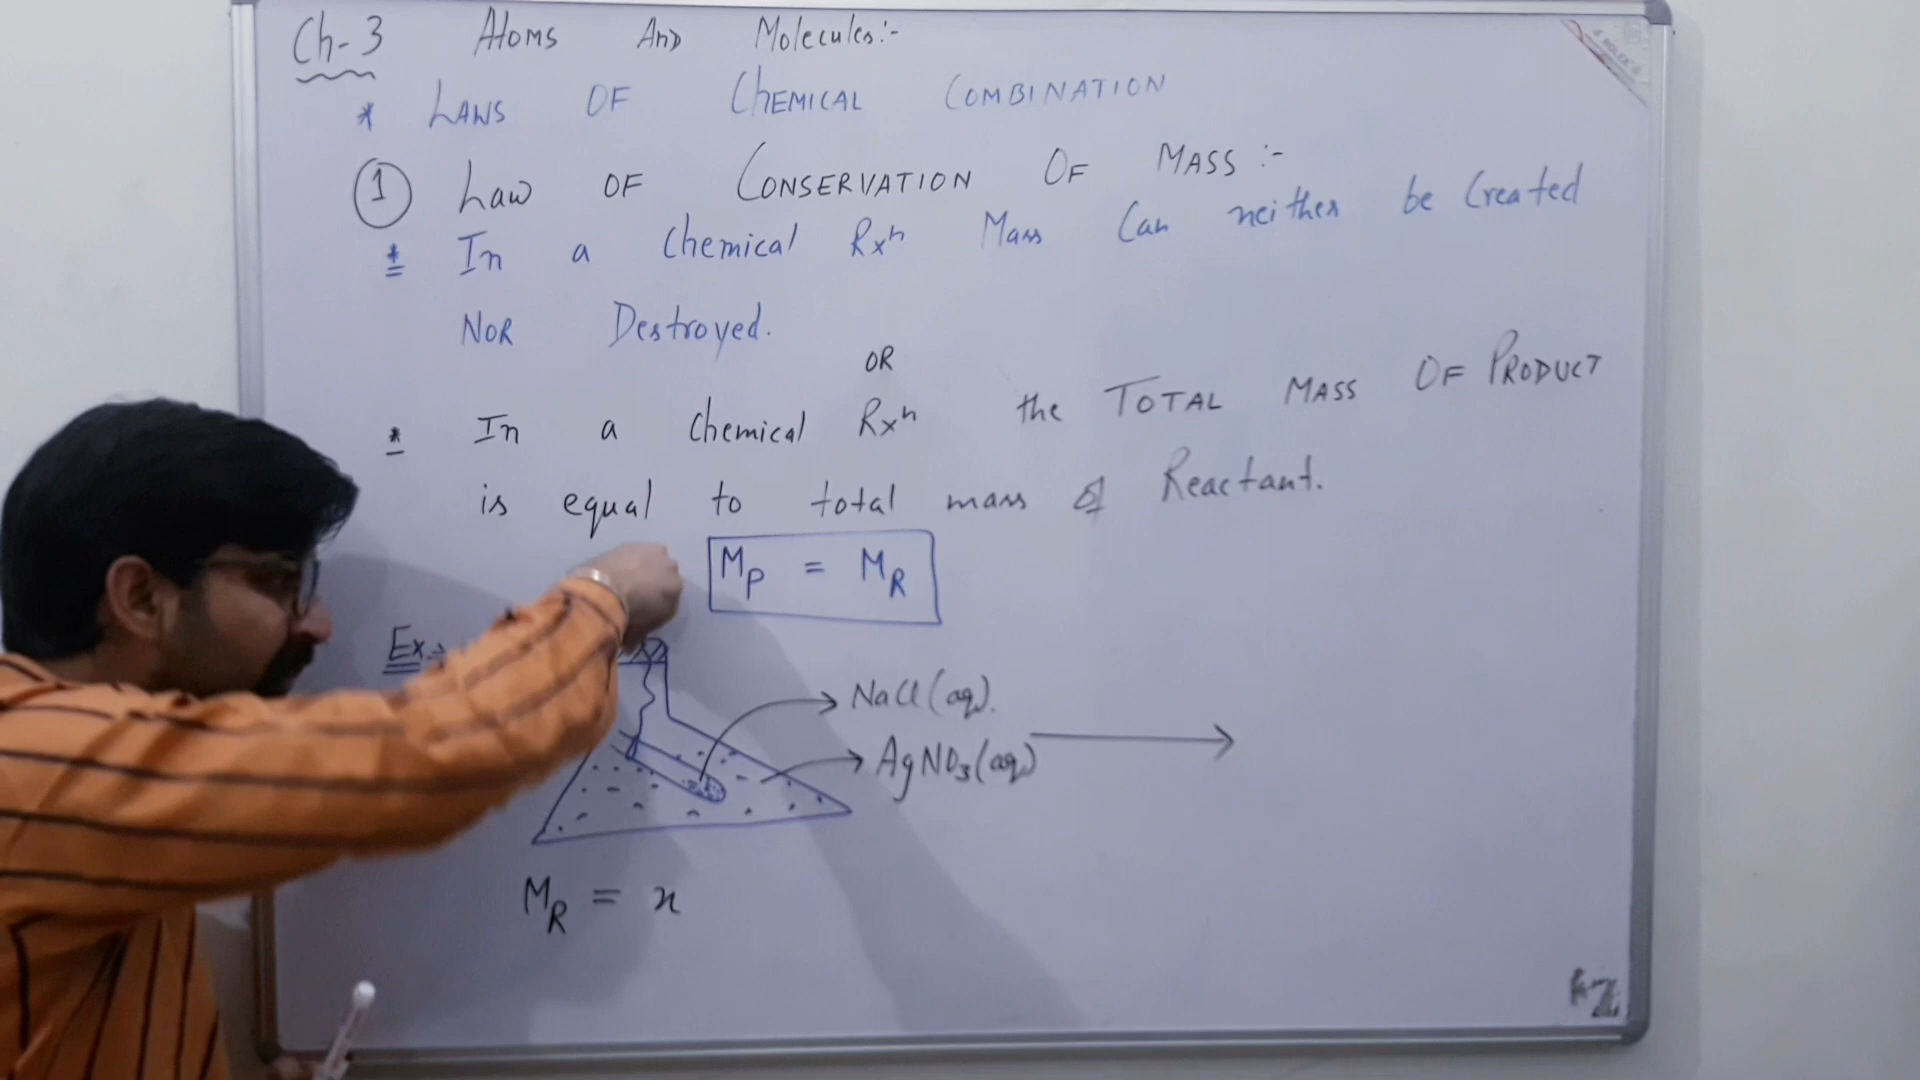 Ch-3 Atoms And Molecules:-
* LAWS OF CHEMICAL COMBINATION
① Law OF CONSERVATION OF MASS :-
* In a Chemical Rxn Mass Can neither be Created
NOR Destroyed.
OR
* In a Chemical Rxn the TOTAL MASS OF PRODUCT
is equal to total mass of Reactant.
MP = MR
Ex→
NaCl(aq).
AgNO3(aq)
MR = x